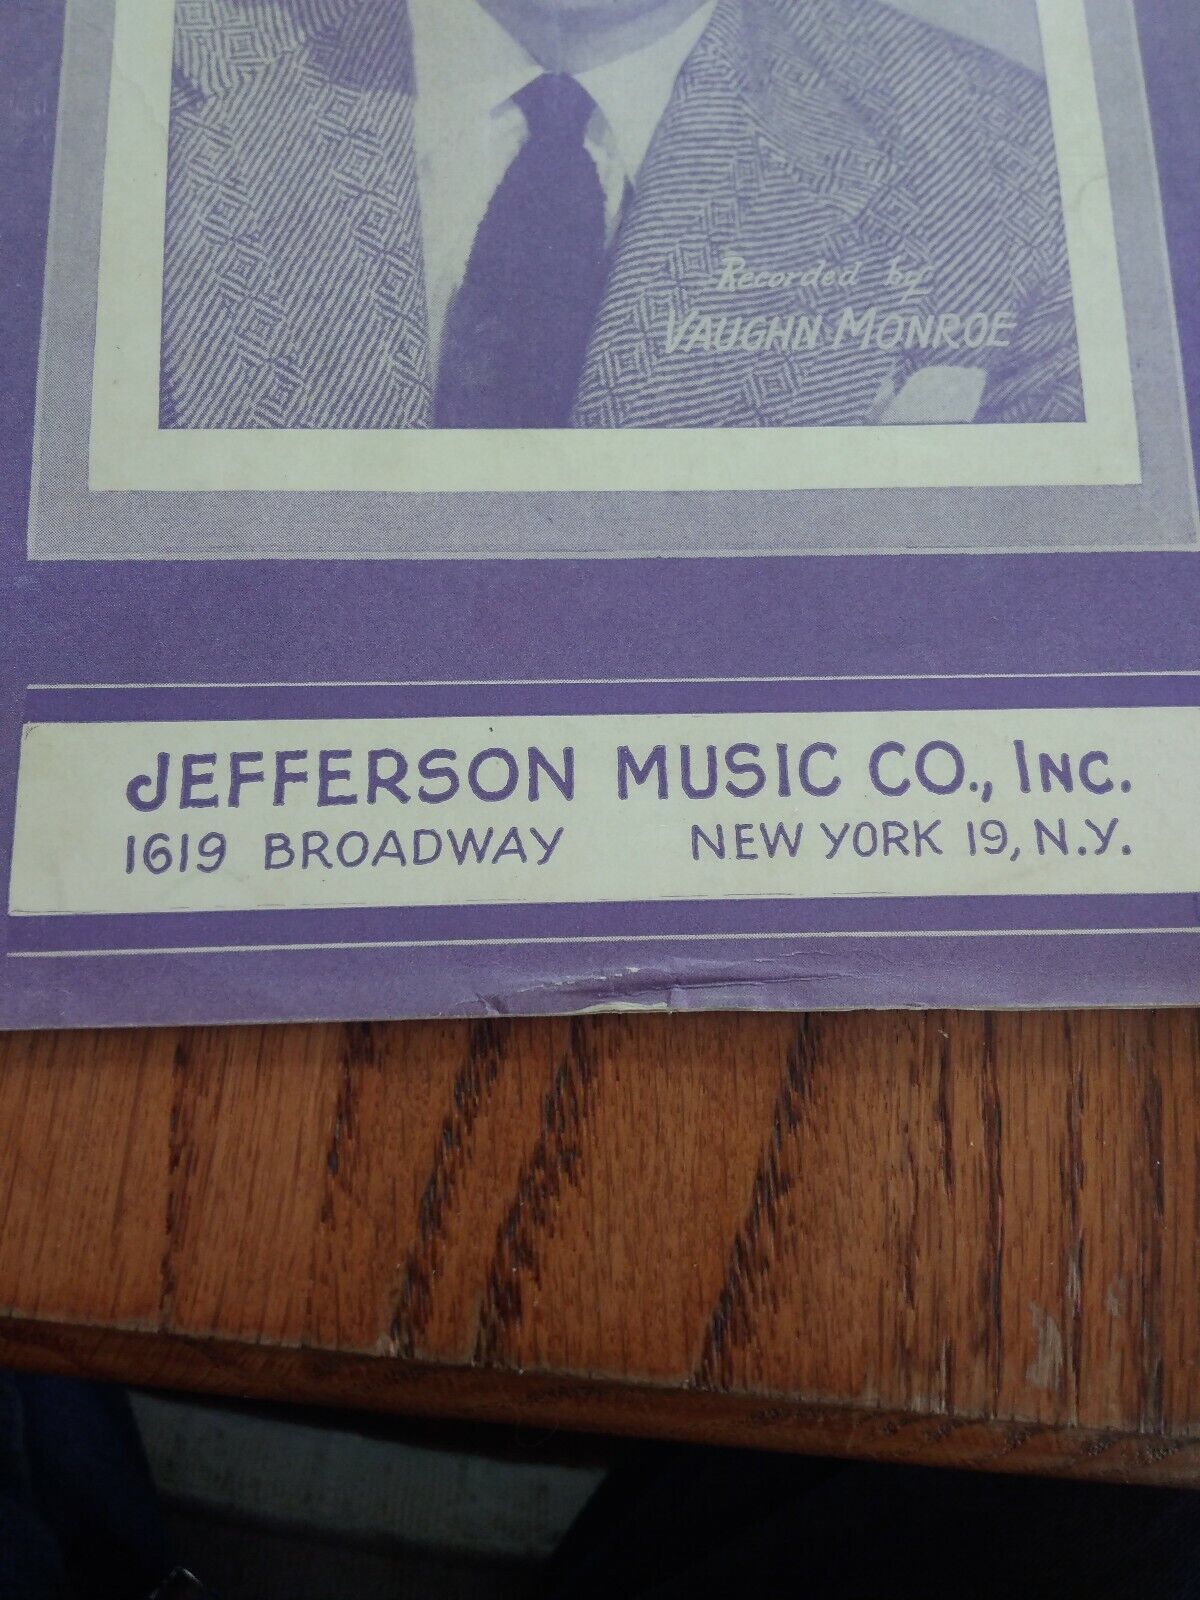 Recorded by
VAUGHN MONROE
JEFFERSON MUSIC CO., INC.
1619 BROADWAY NEW YORK 19, N.Y.